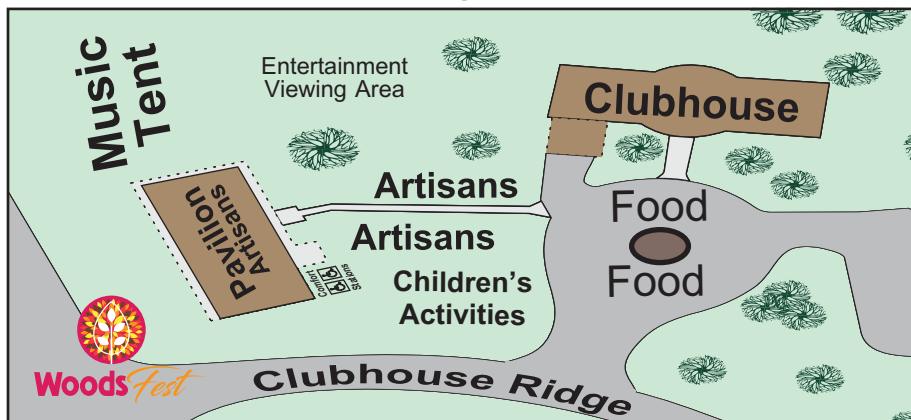 Music
Tent
Entertainment
Viewing Area
Clubhouse
Artisans
Artisans
Pavilion
Artisans
Comfort
Stations
Children's
Activities
Food
Food
WoodsFest
Clubhouse Ridge